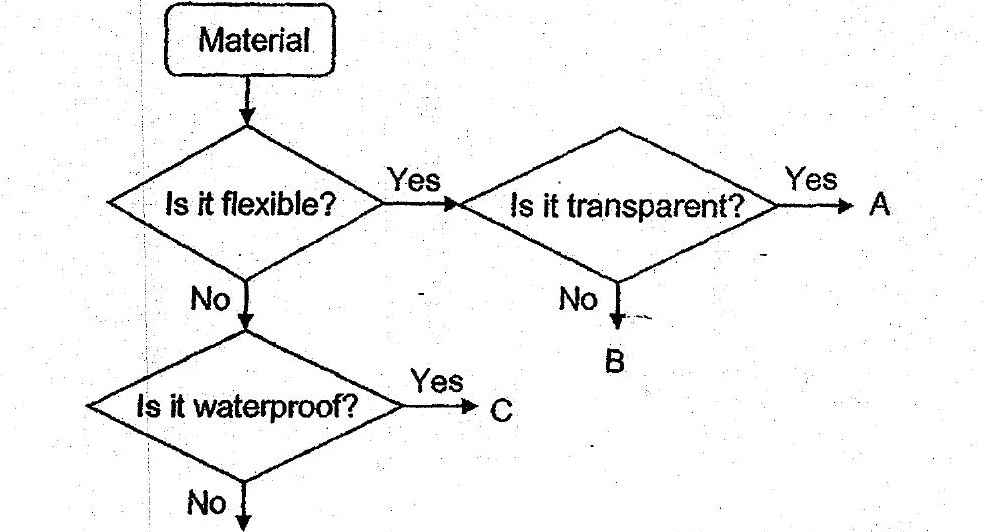 Material
Is it flexible?
Yes
Is it transparent?
Yes
A
No
No
B
Is it waterproof?
Yes
C
No